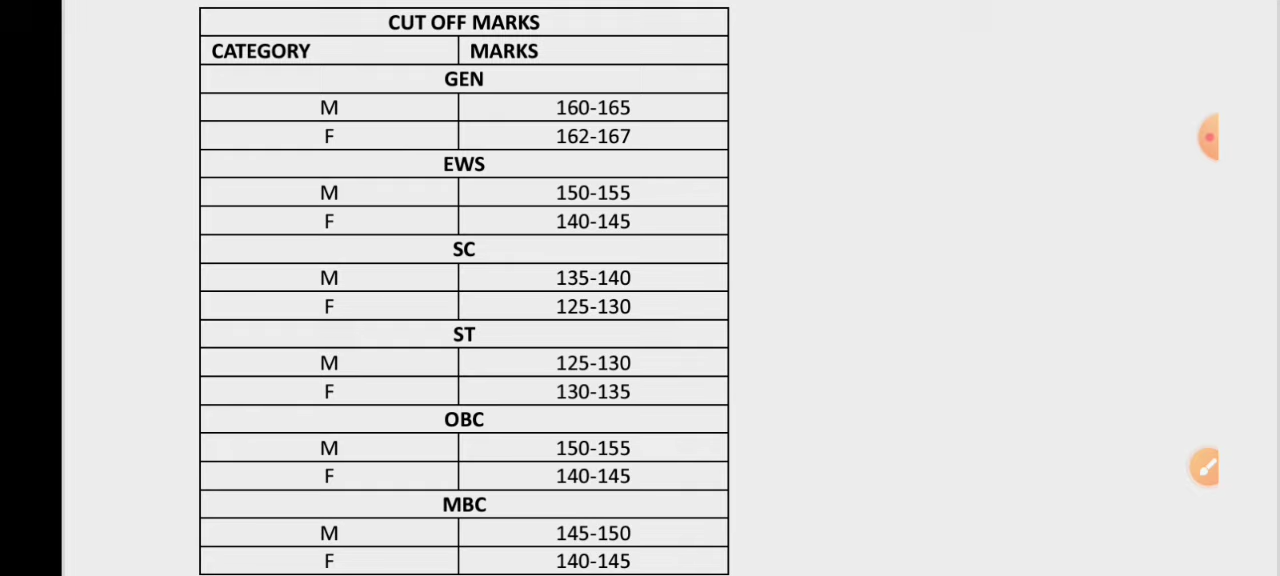 CUT OFF MARKS
CATEGORY MARKS
GEN
M 160-165
F 162-167
EWS
M 150-155
F 140-145
SC
M 135-140
F 125-130
ST
M 125-130
F 130-135
OBC
M 150-155
F 140-145
MBC
M 145-150
F 140-145